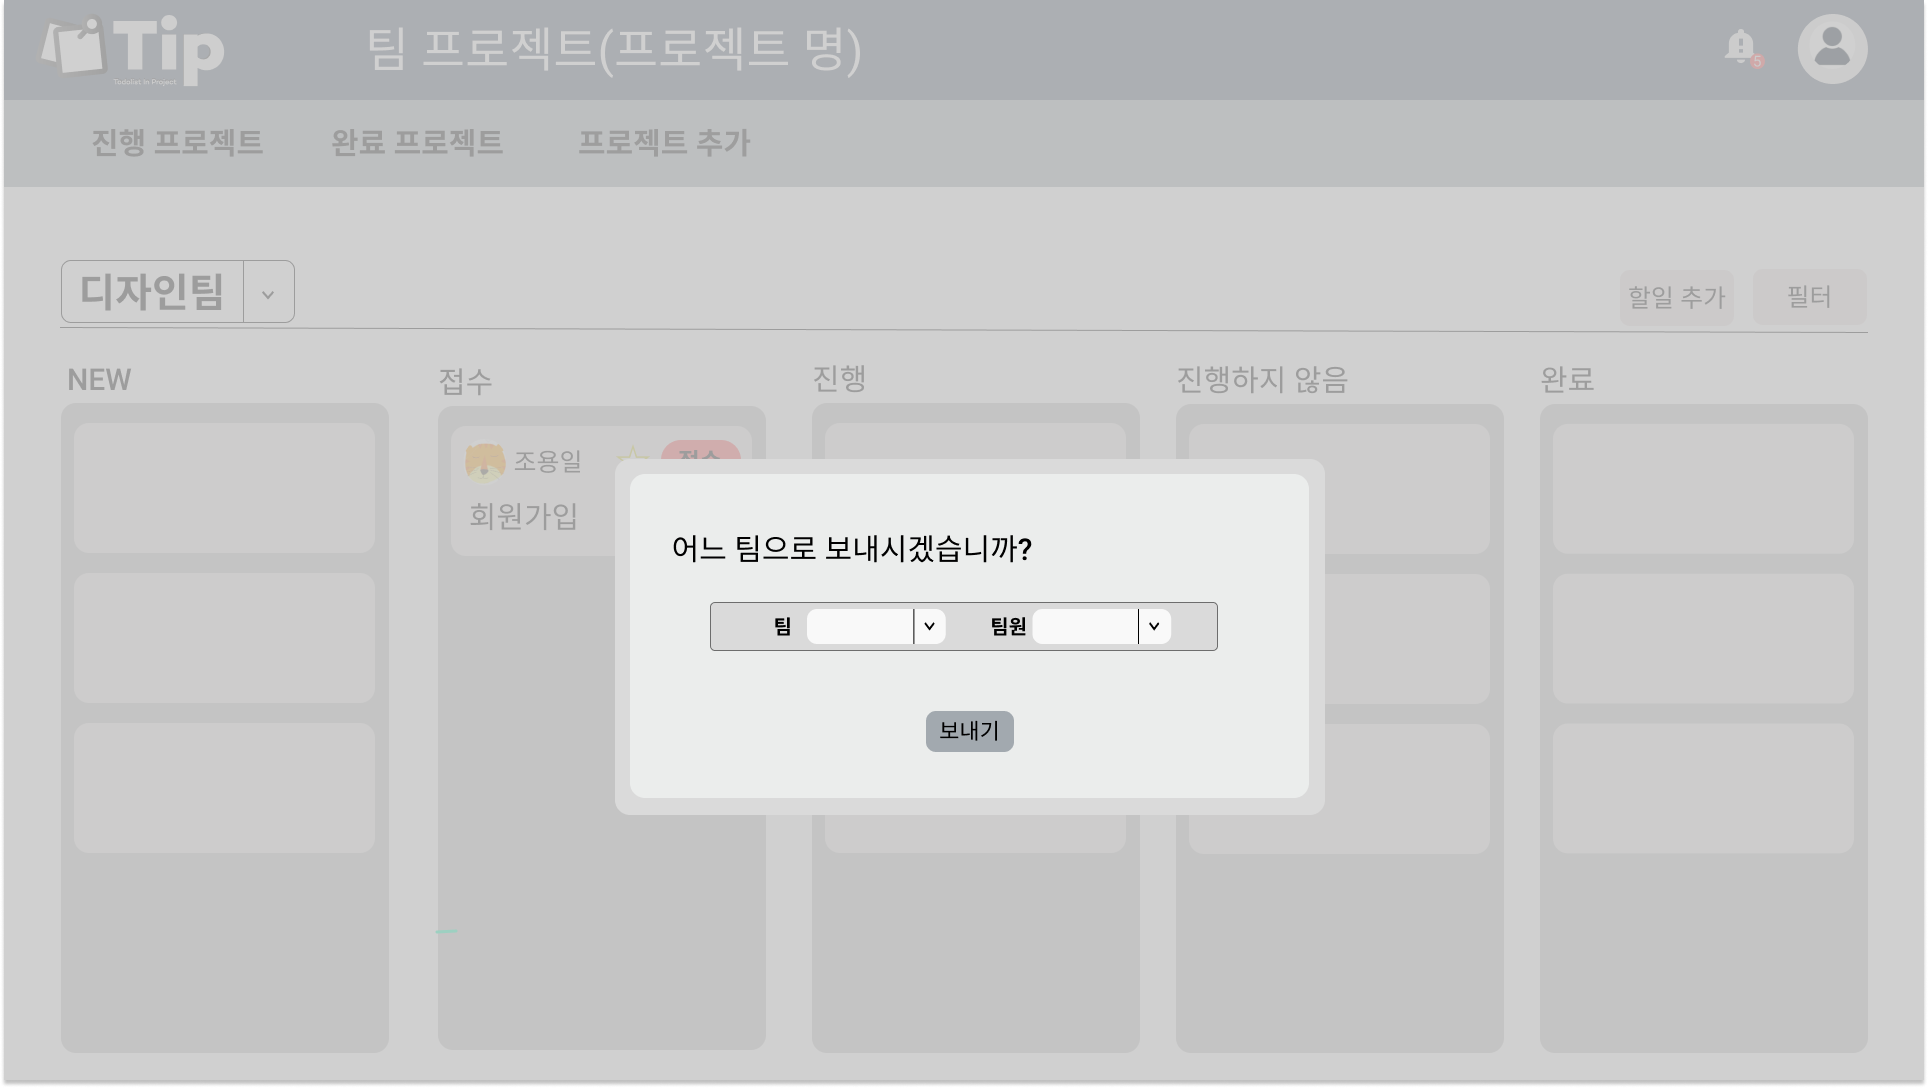 Tip
Todolist In Project
팀 프로젝트(프로젝트 명)
5
진행 프로젝트
완료 프로젝트
프로젝트 추가
디자인팀
할일 추가
필터
NEW
접수
진행
진행하지 않음
완료
조용일
접수
회원가입
어느 팀으로 보내시겠습니까?
팀
팀원
보내기